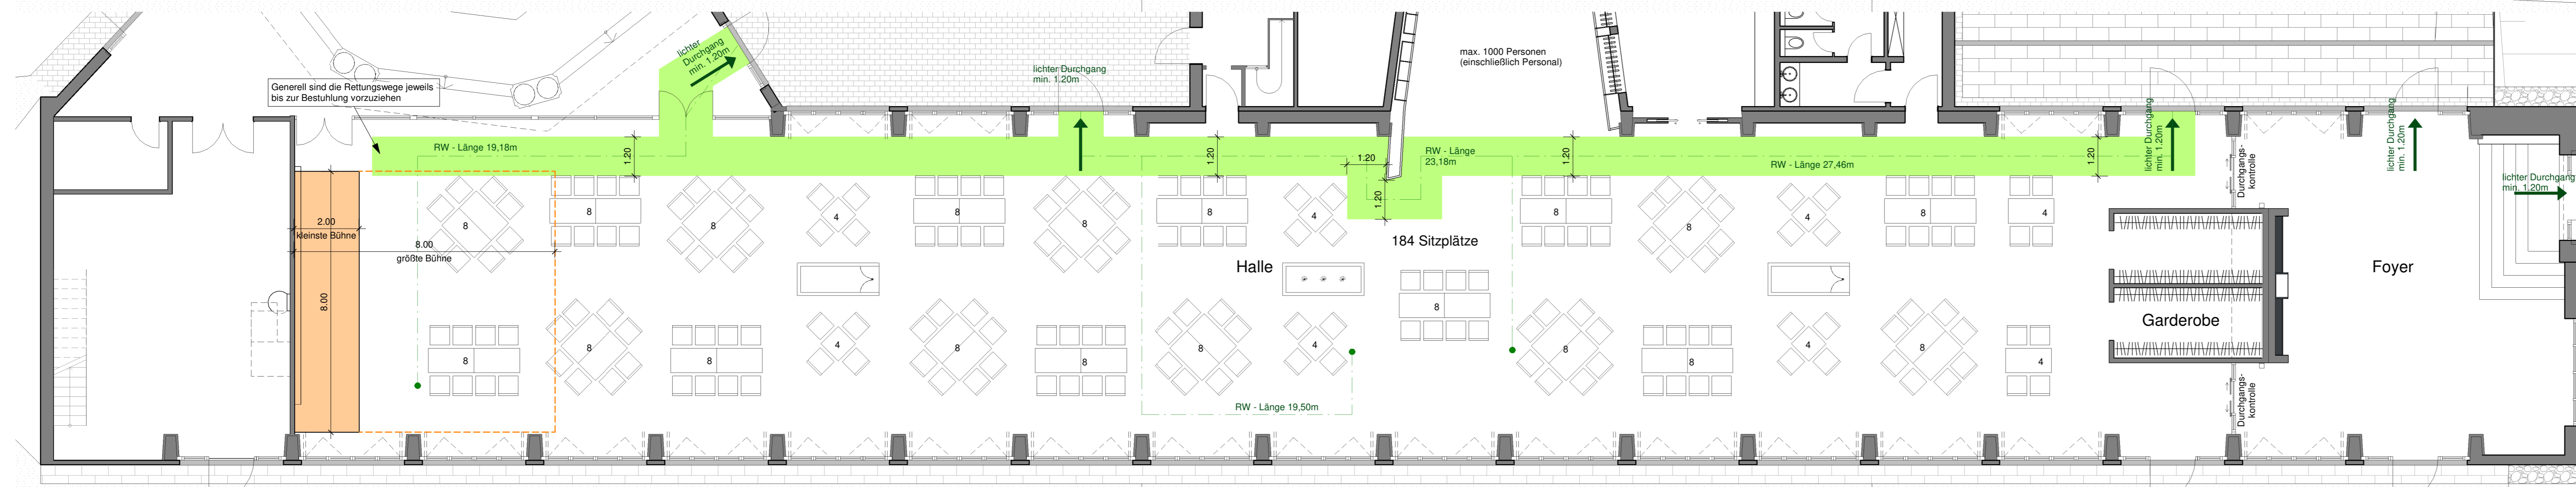 lichter
Durchgang
min. 1.20m
max. 1000 Personen
(einschließlich Personal)
lichter Durchgang
min. 1.20m
Generell sind die Rettungswege jeweils
bis zur Bestuhlung vorzuziehen
lichter Durchgang
min. 1.20m
lichter Durchgang
min. 1.20m
RW - Länge 19,18m
1.20
1.20
1.20
RW - Länge
23,18m
1.20
RW - Länge 27,46m
1.20
Durchgangs-
kontrolle
lichter Durchgang
min. 1.20m
1.20
2.00
kleinste Bühne
8.00
größte Bühne
8.00
8
8
8
4
8
8
8
4
8
8
4
8
4
184 Sitzplätze
Halle
Foyer
8
Garderobe
8
8
8
4
8
8
8
4
8
8
4
8
4
RW - Länge 19,50m
Durchgangs-
kontrolle